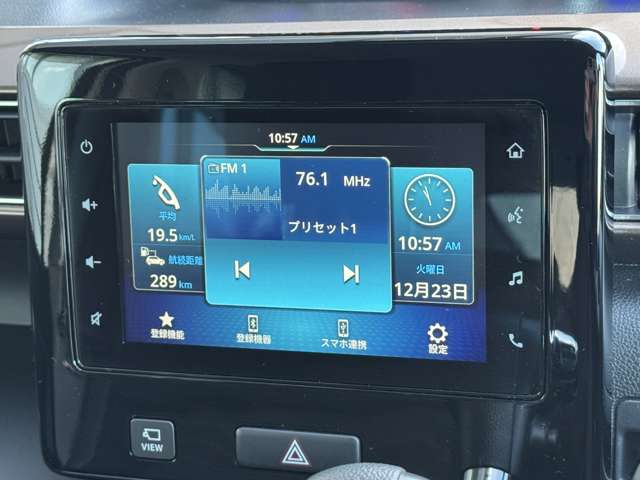 10:57 AM
FM 1
76.1 MHz
プリセット1
平均
19.5 km/L
航続距離
289 km
10:57 AM
火曜日
12月23日
登録機能
登録機器
スマホ連携
設定
VIEW